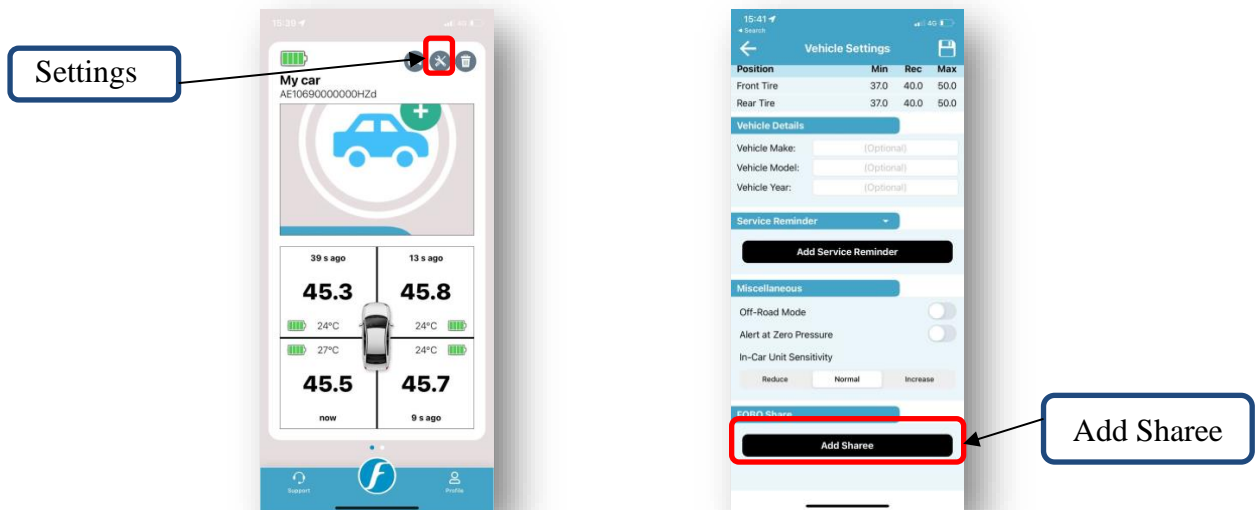 Settings
15:39
4G
My car
AE10690000000HZd
39 s ago
13 s ago
45.3
45.8
24°C
24°C
27°C
24°C
45.5
45.7
now
9 s ago
Support
Profile
15:41
4G
◂ Search
Vehicle Settings
Position Min Rec Max
Front Tire 37.0 40.0 50.0
Rear Tire 37.0 40.0 50.0
Vehicle Details
Vehicle Make: (Optional)
Vehicle Model: (Optional)
Vehicle Year: (Optional)
Service Reminder
Add Service Reminder
Miscellaneous
Off-Road Mode
Alert at Zero Pressure
In-Car Unit Sensitivity
Reduce Normal Increase
FOBO Share
Add Sharee
Add Sharee